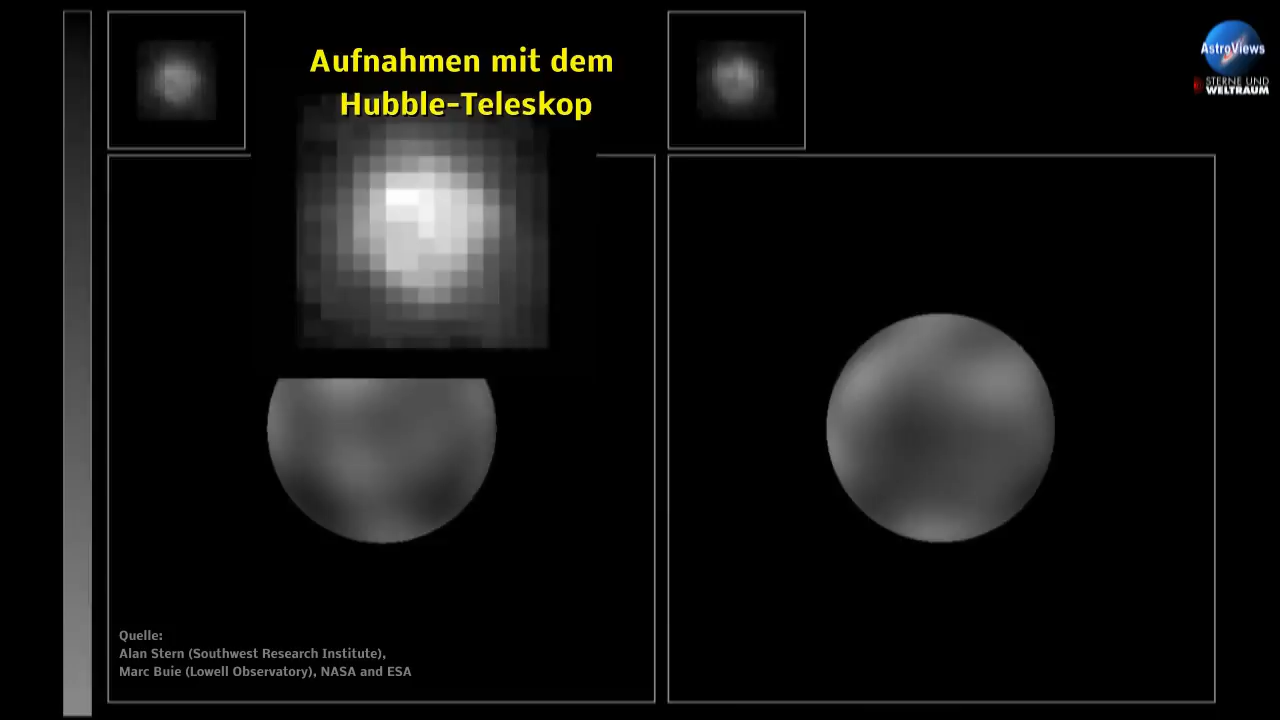 Aufnahmen mit dem
Hubble-Teleskop
AstroViews
STERNE UND
WELTRAUM
Quelle:
Alan Stern (Southwest Research Institute),
Marc Buie (Lowell Observatory), NASA and ESA